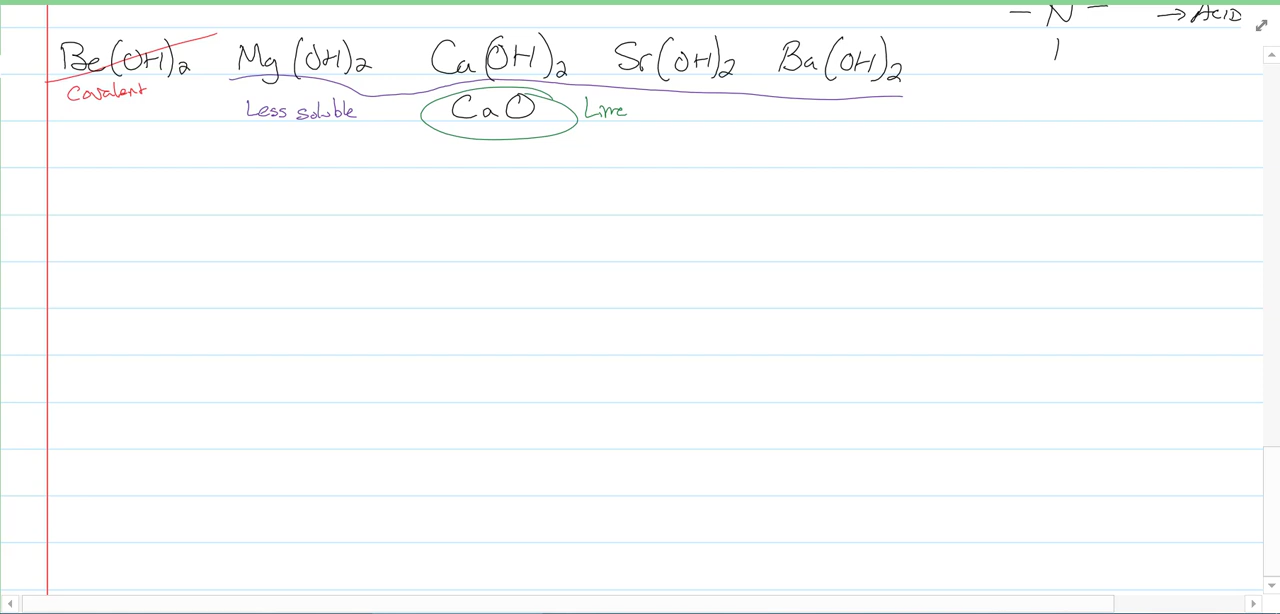 - N - → ACID
Be(OH)2 Mg(OH)2 Ca(OH)2 Sr(OH)2 Ba(OH)2
Covalent
Less soluble CaO Lime